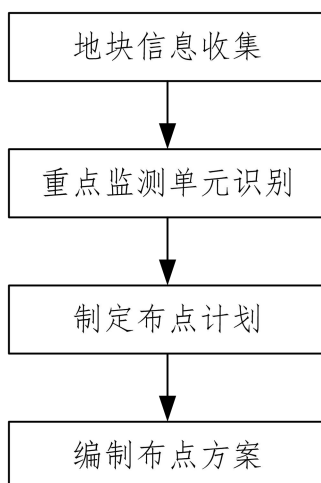 地块信息收集
重点监测单元识别
制定布点计划
编制布点方案